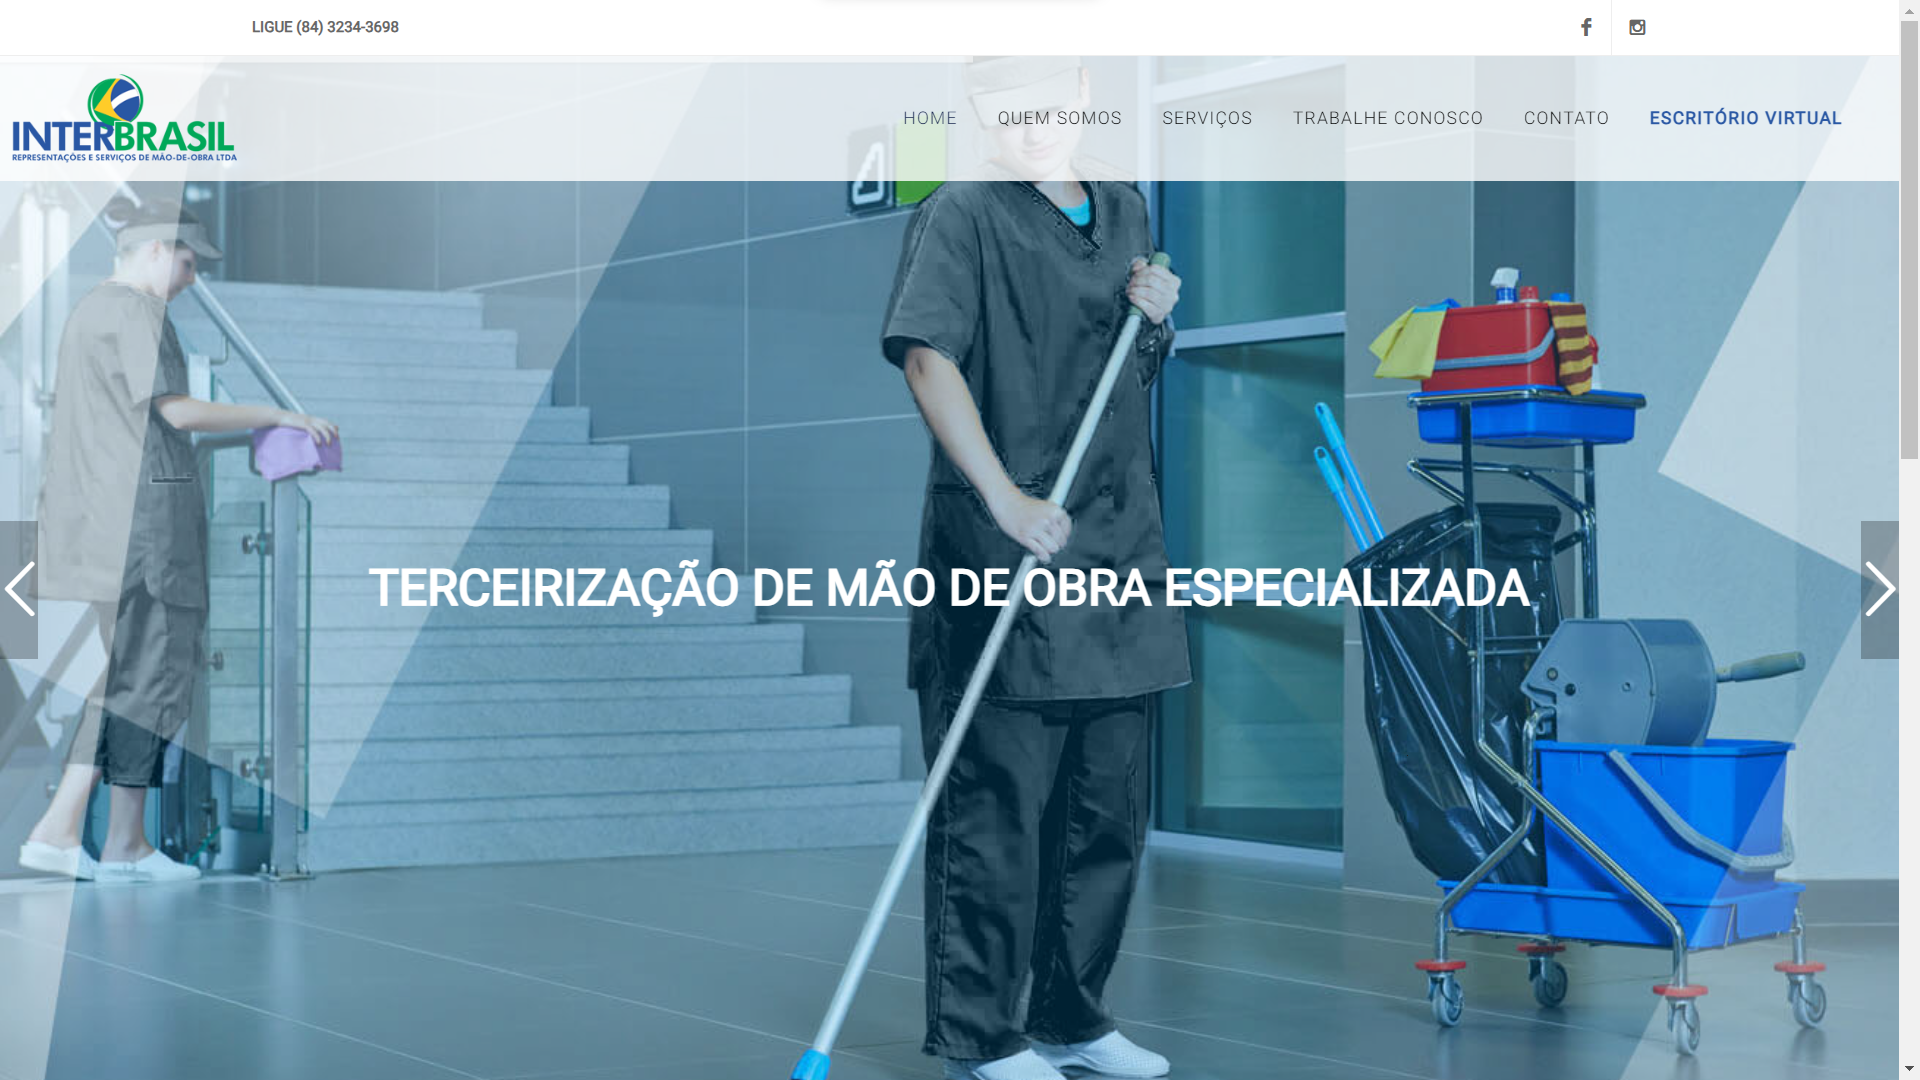 LIGUE (84) 3234-3698
INTERBRASIL
REPRESENTAÇÕES E SERVIÇOS DE MÃO-DE-OBRA LTDA
HOME
QUEM SOMOS
SERVIÇOS
TRABALHE CONOSCO
CONTATO
ESCRITÓRIO VIRTUAL
TERCEIRIZAÇÃO DE MÃO DE OBRA ESPECIALIZADA